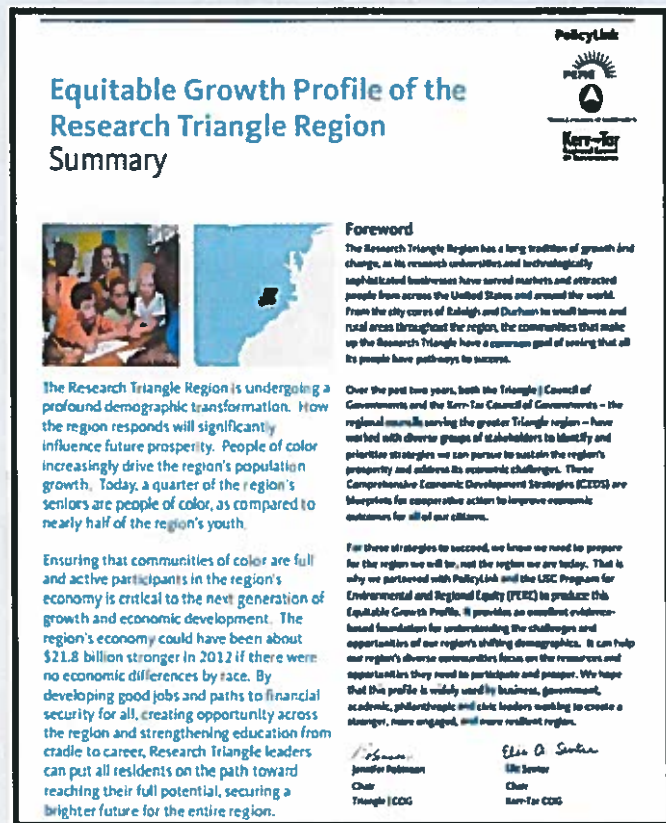 PolicyLink
PERE
Kerr-Tar
Regional Council
of Governments
Equitable Growth Profile of the
Research Triangle Region
Summary
The Research Triangle Region is undergoing a
profound demographic transformation. How
the region responds will significantly
influence future prosperity. People of color
increasingly drive the region's population
growth. Today, a quarter of the region's
seniors are people of color, as compared to
nearly half of the region's youth.
Ensuring that communities of color are full
and active participants in the region's
economy is critical to the next generation of
growth and economic development. The
region's economy could have been about
$21.8 billion stronger in 2012 if there were
no economic differences by race. By
developing good jobs and paths to financial
security for all, creating opportunity across
the region and strengthening education from
cradle to career, Research Triangle leaders
can put all residents on the path toward
reaching their full potential, securing a
brighter future for the entire region.
Foreword
The Research Triangle Region has a long tradition of growth and
change, as its research universities and technologically
sophisticated businesses have served markets and attracted
people from across the United States and around the world.
From the city cores of Raleigh and Durham to small towns and
rural areas throughout the region, the communities that make
up the Research Triangle have a common goal of seeing that all
its people have pathways to success.
Over the past two years, both the Triangle J Council of
Governments and the Kerr-Tar Council of Governments – the
regional councils serving the greater Triangle region – have
worked with diverse groups of stakeholders to identify and
prioritize strategies we can pursue to sustain the region's
prosperity and address its economic challenges. These
Comprehensive Economic Development Strategies (CEDS) are
blueprints for cooperative action to improve economic
outcomes for all of our citizens.
For these strategies to succeed, we know we need to prepare
for the region we will be, not the region we are today. That is
why we partnered with PolicyLink and the USC Program for
Environmental and Regional Equity (PERE) to produce this
Equitable Growth Profile. It provides an excellent evidence-
based foundation for understanding the challenges and
opportunities of our region's shifting demographics. It can help
our region's diverse communities focus on the resources and
opportunities they need to participate and prosper. We hope
that this profile is widely used by business, government,
academic, philanthropic and civic leaders working to create a
stronger, more engaged, and more resilient region.
Jennifer Robinson
Chair
Triangle J COG
Chair
Kerr-Tar COG